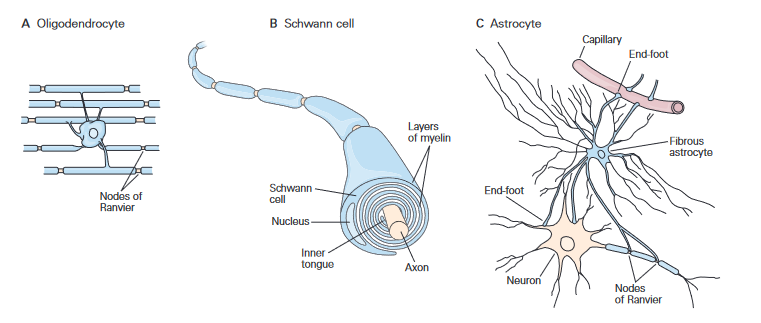 A Oligodendrocyte
Nodes of
Ranvier
B Schwann cell
Layers
of myelin
Schwann
cell
Nucleus
Inner
tongue
Axon
C Astrocyte
Capillary
End-foot
Fibrous
astrocyte
End-foot
Neuron
Nodes
of Ranvier